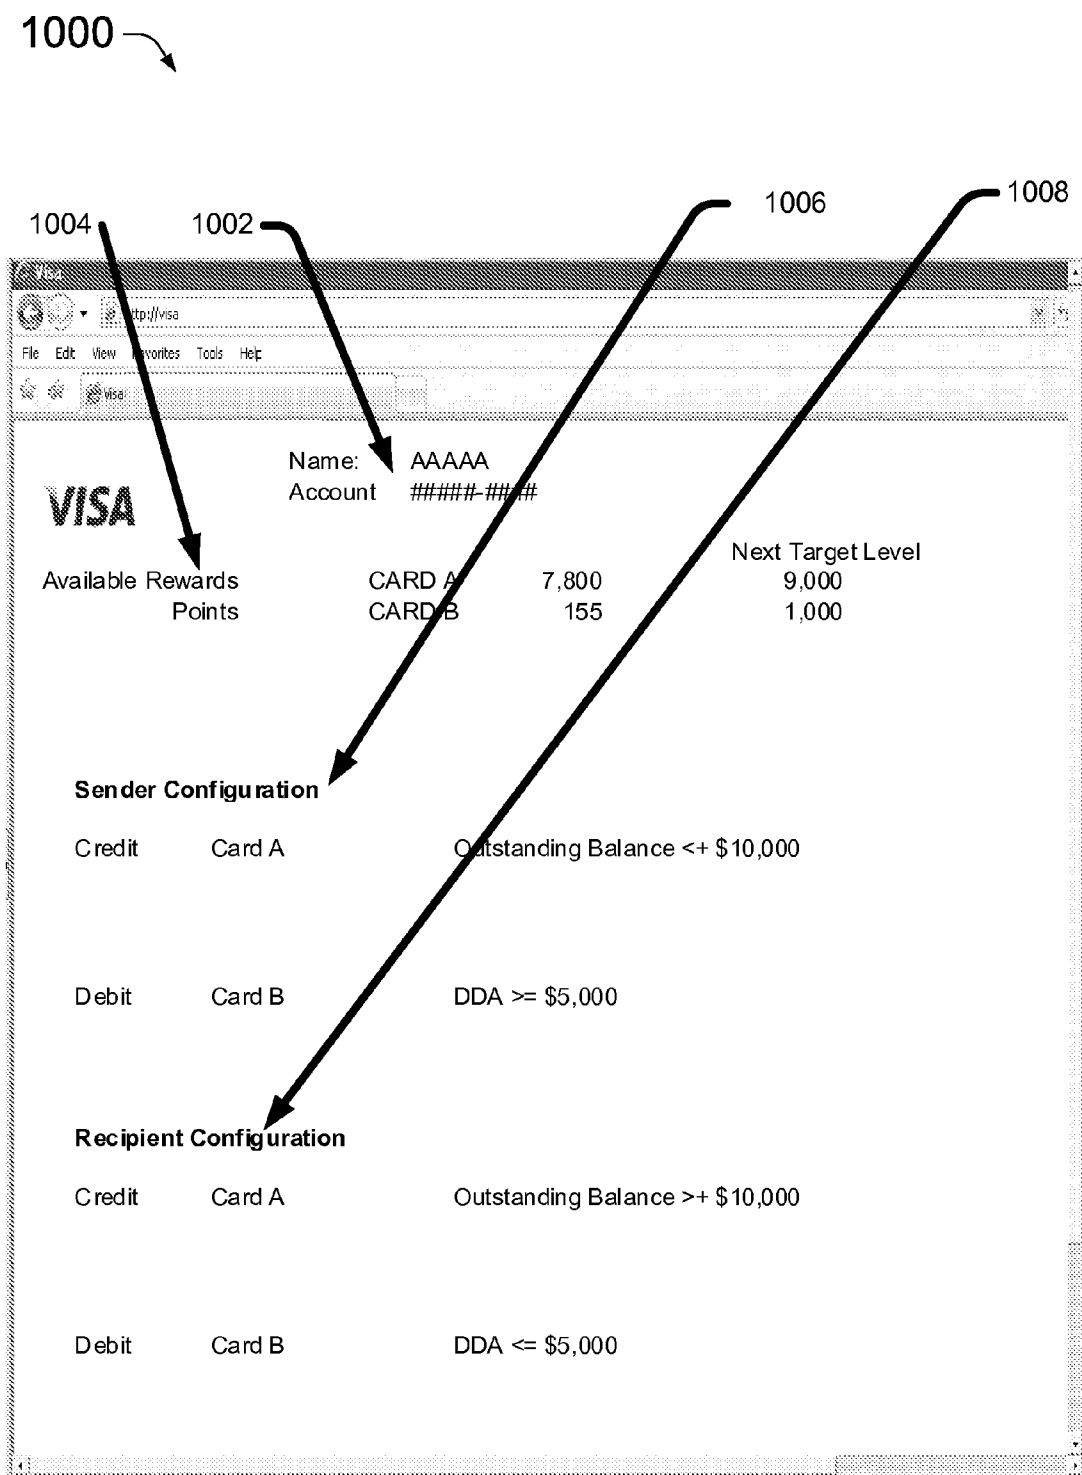 1000
1004 1002 1006 1008
Visa
http://visa
File Edit View Favorites Tools Help
Visa
Name: AAAAA
Account #####-####
VISA
Next Target Level
Available Rewards CARD A 7,800 9,000
Points CARD B 155 1,000
Sender Configuration
Credit Card A Outstanding Balance <+ $10,000
Debit Card B DDA >= $5,000
Recipient Configuration
Credit Card A Outstanding Balance >+ $10,000
Debit Card B DDA <= $5,000